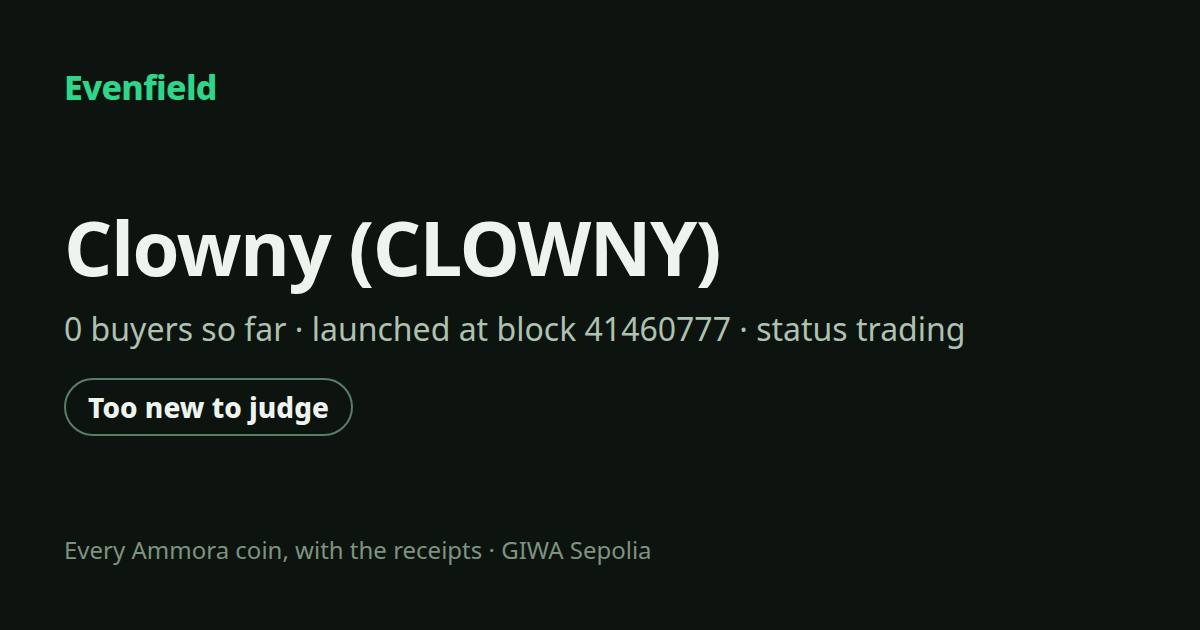 Evenfield
Clowny (CLOWNY)
0 buyers so far · launched at block 41460777 · status trading
Too new to judge
Every Ammora coin, with the receipts · GIWA Sepolia